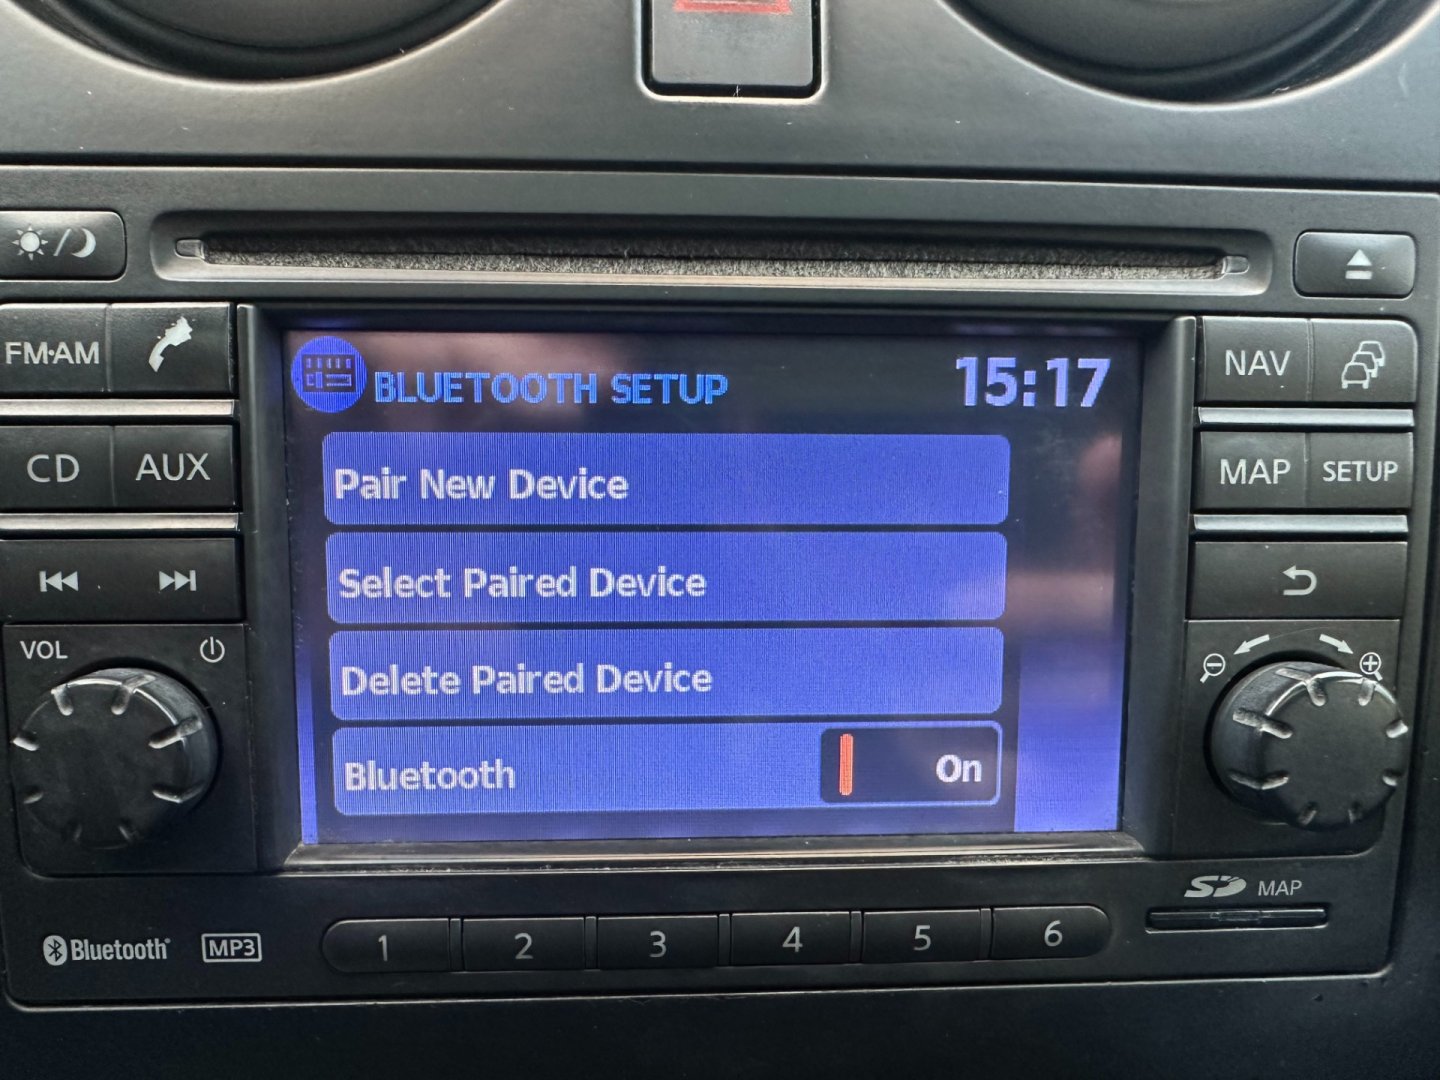 FM·AM
CD
AUX
VOL
BLUETOOTH SETUP
15:17
Pair New Device
Select Paired Device
Delete Paired Device
Bluetooth
On
NAV
MAP
SETUP
Bluetooth®
MP3
1
2
3
4
5
6
SD MAP